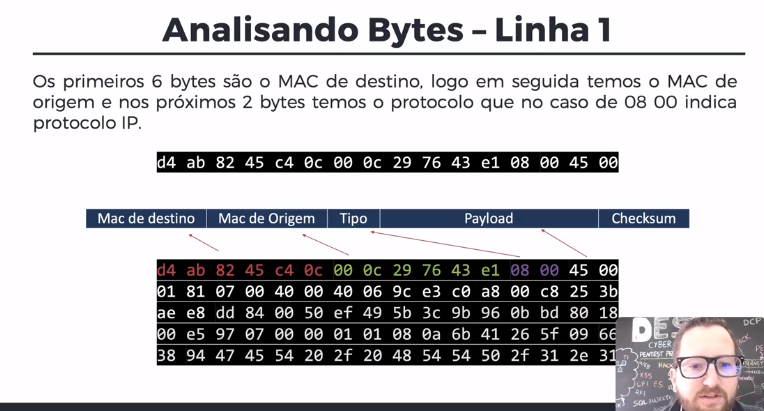 Analisando Bytes – Linha 1
Os primeiros 6 bytes são o MAC de destino, logo em seguida temos o MAC de
origem e nos próximos 2 bytes temos o protocolo que no caso de 08 00 indica
protocolo IP.
d4 ab 82 45 c4 0c 00 0c 29 76 43 e1 08 00 45 00
Mac de destino Mac de Origem Tipo Payload Checksum
d4 ab 82 45 c4 0c 00 0c 29 76 43 e1 08 00 45 00
01 81 07 00 40 00 40 06 9c e3 c0 a8 00 c8 25 3b
ae e8 dd 84 00 50 ef 49 5b 3c 9b 96 0b bd 80 18
00 e5 97 07 00 00 01 01 08 0a 6b 41 26 5f 09 66
38 94 47 45 54 20 2f 20 48 54 54 50 2f 31 2e 31
DCP
CYBER
PENTEST
HACK
XSS
LFI
SQL